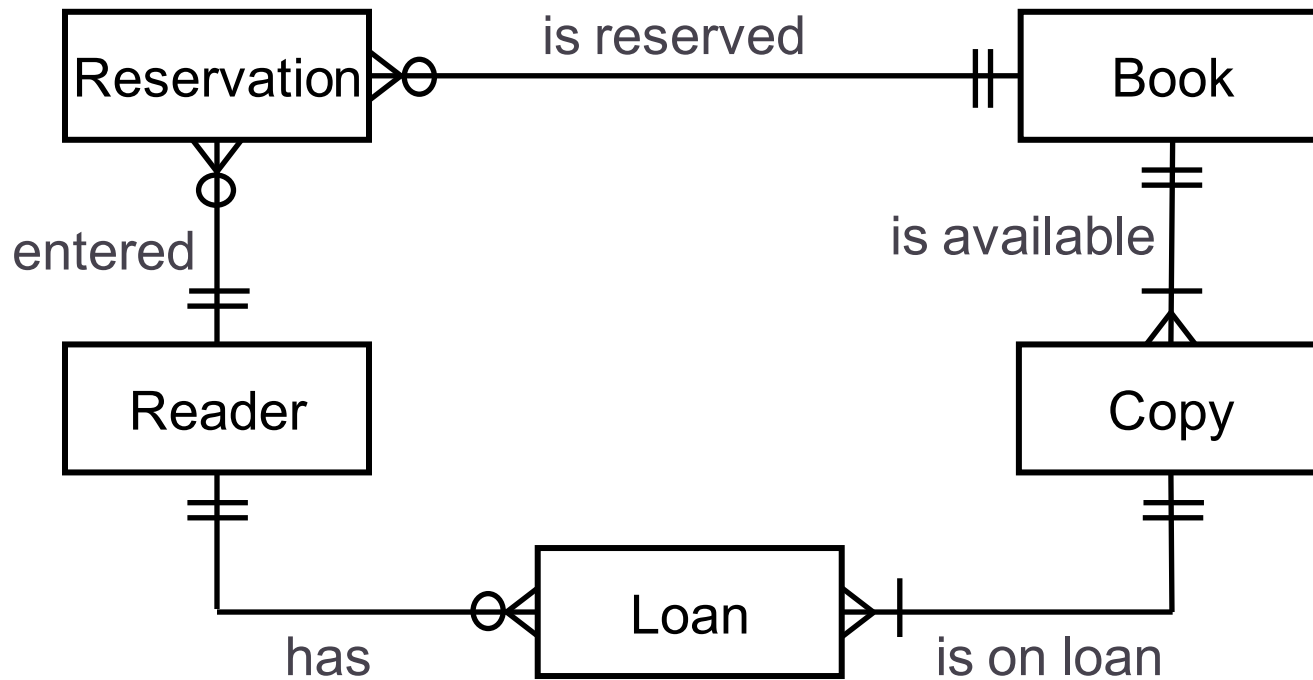 is reserved
Reservation
Book
entered
is available
Reader
Copy
Loan
has
is on loan